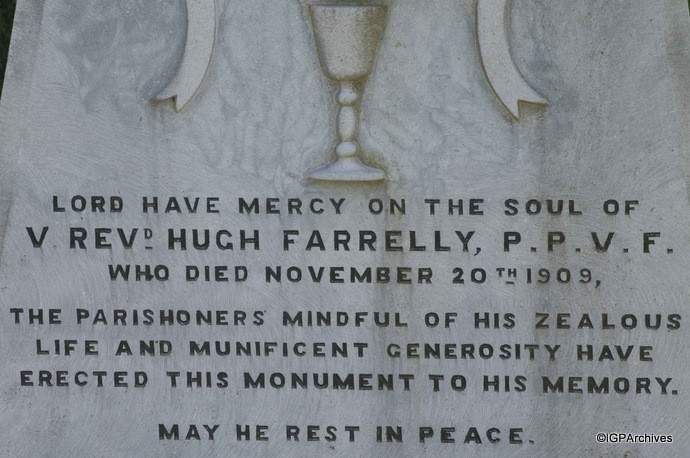 LORD HAVE MERCY ON THE SOUL OF
V. REVD HUGH FARRELLY, P.P.V.F.
WHO DIED NOVEMBER 20TH 1909,
THE PARISHONERS MINDFUL OF HIS ZEALOUS
LIFE AND MUNIFICENT GENEROSITY HAVE
ERECTED THIS MONUMENT TO HIS MEMORY.
MAY HE REST IN PEACE.
©IGPArchives